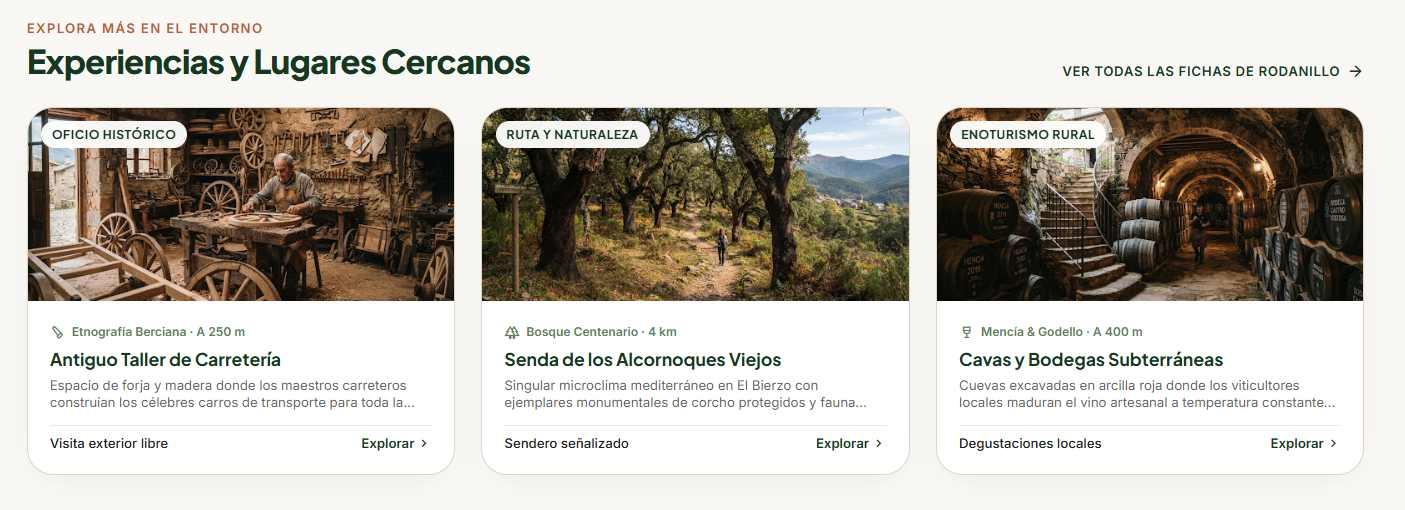 EXPLORA MÁS EN EL ENTORNO
Experiencias y Lugares Cercanos
VER TODAS LAS FICHAS DE RODANILLO
OFICIO HISTÓRICO
Etnografía Berciana · A 250 m
Antiguo Taller de Carretería
Espacio de forja y madera donde los maestros carreteros
construían los célebres carros de transporte para toda la...
Visita exterior libre
Explorar
RUTA Y NATURALEZA
Bosque Centenario · 4 km
Senda de los Alcornoques Viejos
Singular microclima mediterráneo en El Bierzo con
ejemplares monumentales de corcho protegidos y fauna...
Sendero señalizado
Explorar
ENOTURISMO RURAL
MENCÍA
2019
MENCIA
2019
BODEGA
Mencía & Godello · A 400 m
Cavas y Bodegas Subterráneas
Cuevas excavadas en arcilla roja donde los viticultores
locales maduran el vino artesanal a temperatura constante...
Degustaciones locales
Explorar